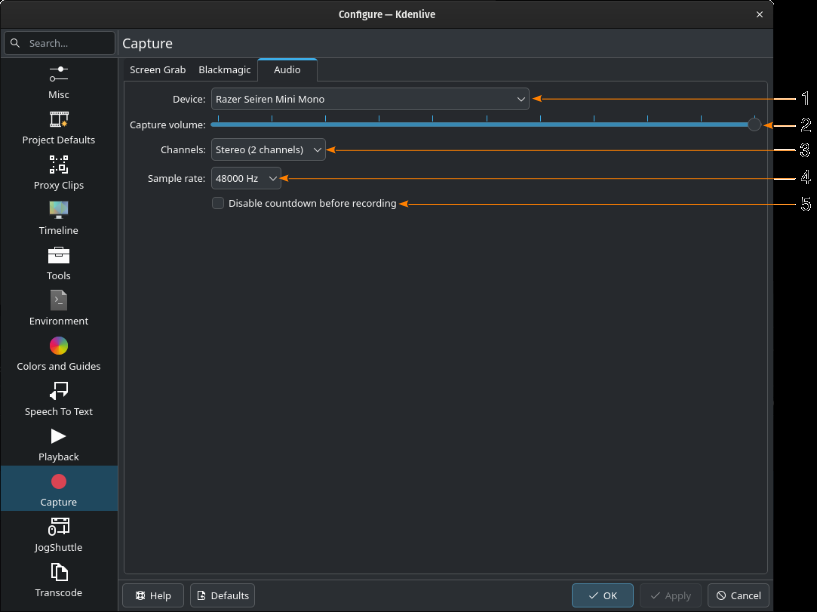 Configure — Kdenlive
Search...
Capture
Misc
Project Defaults
Proxy Clips
Timeline
Tools
Environment
Colors and Guides
Speech To Text
Playback
Capture
JogShuttle
Transcode
Screen Grab Blackmagic Audio
Device: Razer Seiren Mini Mono 1
Capture volume: 2
Channels: Stereo (2 channels) 3
Sample rate: 48000 Hz 4
Disable countdown before recording 5
Help Defaults OK Apply Cancel